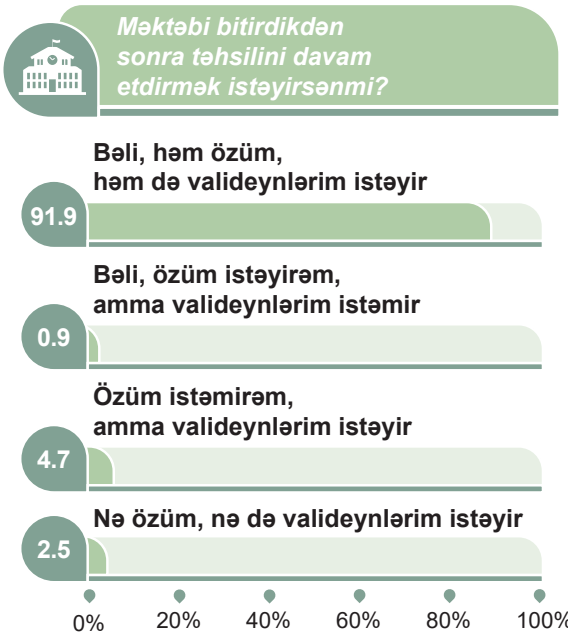 Məktəbi bitirdikdən
sonra təhsilini davam
etdirmək istəyirsənmi?
Bəli, həm özüm,
həm də valideynlərim istəyir
91.9
Bəli, özüm istəyirəm,
amma valideynlərim istəmir
0.9
Özüm istəmirəm,
amma valideynlərim istəyir
4.7
Nə özüm, nə də valideynlərim istəyir
2.5
0% 20% 40% 60% 80% 100%